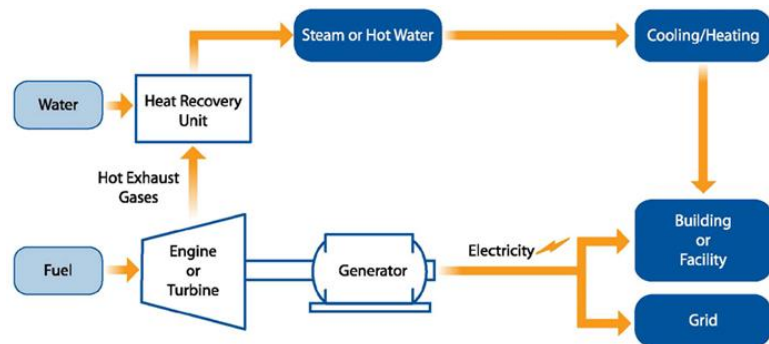 Steam or Hot Water
Cooling/Heating
Water
Heat Recovery
Unit
Hot Exhaust
Gases
Building
or
Facility
Fuel
Engine
or
Turbine
Generator
Electricity
Grid